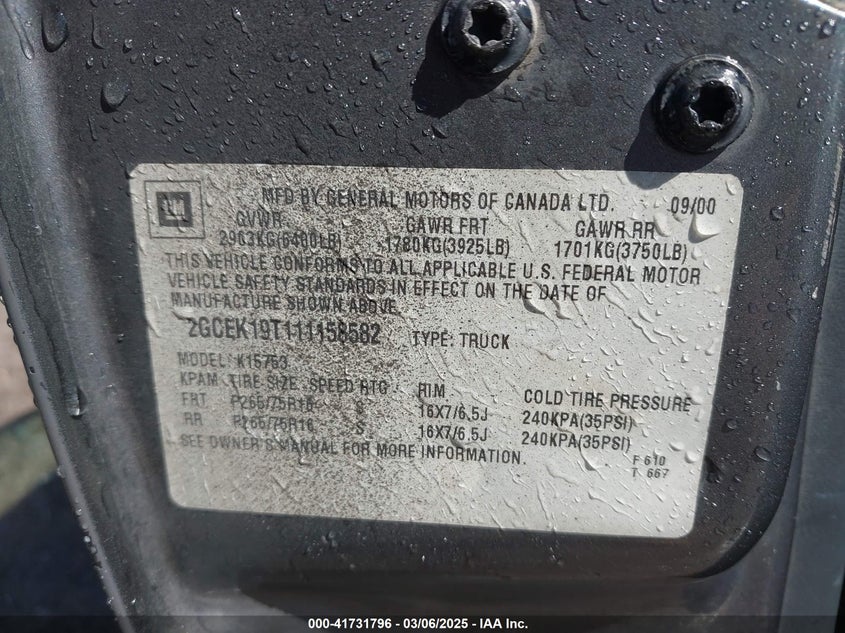 GM
MFD BY GENERAL MOTORS OF CANADA LTD. 09/00
GVWR GAWR FRT GAWR RR
2903KG(6400LB) 1780KG(3925LB) 1701KG(3750LB)
THIS VEHICLE CONFORMS TO ALL APPLICABLE U.S. FEDERAL MOTOR
VEHICLE SAFETY STANDARDS IN EFFECT ON THE DATE OF
MANUFACTURE SHOWN ABOVE.
2GCEK19T111158582 TYPE: TRUCK
MODEL: K15753
KPAM TIRE SIZE SPEED RTG RIM COLD TIRE PRESSURE
FRT P265/75R16 S 16X7/6.5J 240KPA(35PSI)
RR P265/75R16 S 16X7/6.5J 240KPA(35PSI)
SEE OWNER'S MANUAL FOR MORE INFORMATION.
F 610
T 667
000-41731796 — 03/06/2025 — IAA Inc.